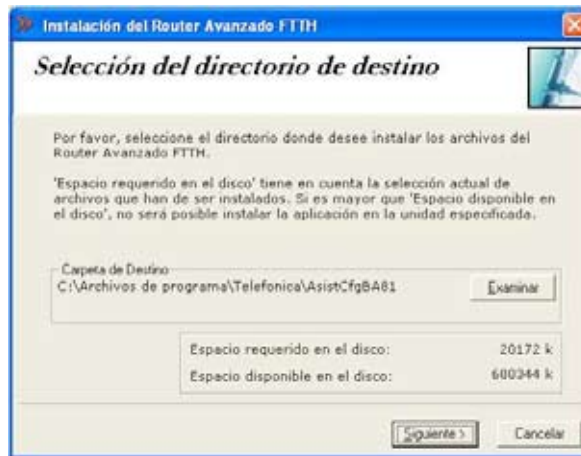 Instalación del Router Avanzado FTTH
Selección del directorio de destino
Por favor, seleccione el directorio donde desee instalar los archivos del
Router Avanzado FTTH.
'Espacio requerido en el disco' tiene en cuenta la selección actual de
archivos que han de ser instalados. Si es mayor que 'Espacio disponible en
el disco', no será posible instalar la aplicación en la unidad especificada.
Carpeta de Destino
C:\Archivos de programa\Telefonica\AsistCfgBA81
Examinar
Espacio requerido en el disco: 20172 k
Espacio disponible en el disco: 600344 k
Siguiente > Cancelar